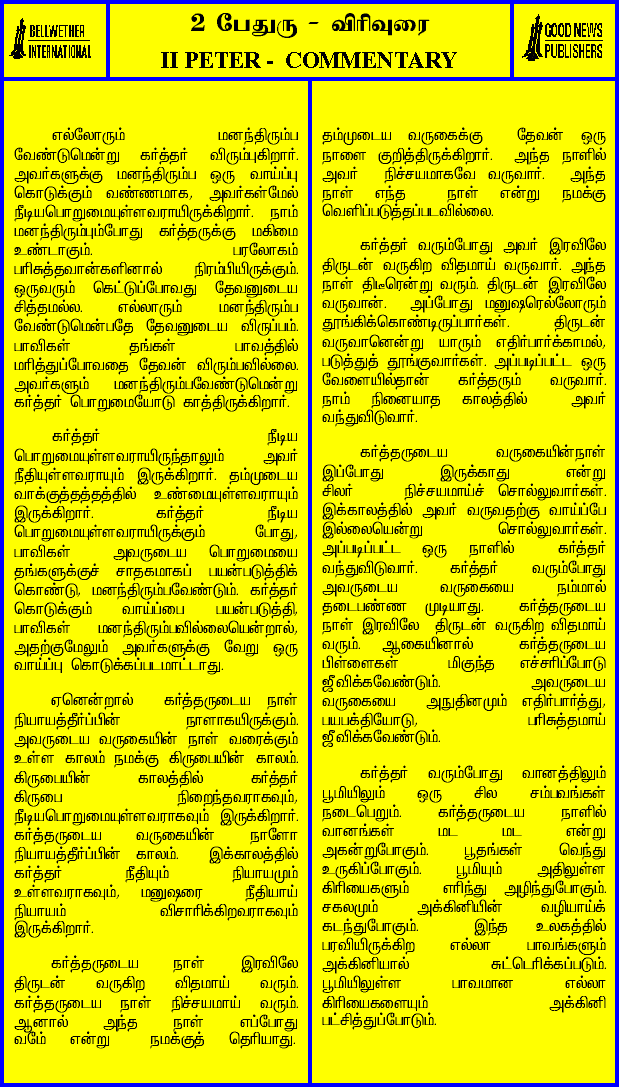 BELLWETHER
INTERNATIONAL
2 பேதுரு - விரிவுரை
II PETER - COMMENTARY
GOOD NEWS
PUBLISHERS
எல்லோரும் மனந்திரும்ப
வேண்டுமென்று கர்த்தர் விரும்புகிறார்.
அவர்களுக்கு மனந்திரும்ப ஒரு வாய்ப்பு
கொடுக்கும் வண்ணமாக, அவர்கள்மேல்
நீடியபொறுமையுள்ளவராயிருக்கிறார். நாம்
மனந்திரும்பும்போது கர்த்தருக்கு மகிமை
உண்டாகும். பரலோகம்
பரிசுத்தவான்களினால் நிரம்பியிருக்கும்.
ஒருவரும் கெட்டுப்போவது தேவனுடைய
சித்தமல்ல. எல்லாரும் மனந்திரும்ப
வேண்டுமென்பதே தேவனுடைய விருப்பம்.
பாவிகள் தங்கள் பாவத்தில்
மரித்துப்போவதை தேவன் விரும்பவில்லை.
அவர்களும் மனந்திரும்பவேண்டுமென்று
கர்த்தர் பொறுமையோடு காத்திருக்கிறார்.
கர்த்தர் நீடிய
பொறுமையுள்ளவராயிருந்தாலும் அவர்
நீதியுள்ளவராயும் இருக்கிறார். தம்முடைய
வாக்குத்தத்தத்தில் உண்மையுள்ளவராயும்
இருக்கிறார். கர்த்தர் நீடிய
பொறுமையுள்ளவராயிருக்கும் போது,
பாவிகள் அவருடைய பொறுமையை
தங்களுக்குச் சாதகமாகப் பயன்படுத்திக்
கொண்டு, மனந்திரும்பவேண்டும். கர்த்தர்
கொடுக்கும் வாய்ப்பை பயன்படுத்தி,
பாவிகள் மனந்திரும்பவில்லையென்றால்,
அதற்குமேலும் அவர்களுக்கு வேறு ஒரு
வாய்ப்பு கொடுக்கப்படமாட்டாது.
ஏனென்றால் கர்த்தருடைய நாள்
நியாயத்தீர்ப்பின் நாளாகயிருக்கும்.
அவருடைய வருகையின் நாள் வரைக்கும்
உள்ள காலம் நமக்கு கிருபையின் காலம்.
கிருபையின் காலத்தில் கர்த்தர்
கிருபை நிறைந்தவராகவும்,
நீடியபொறுமையுள்ளவராகவும் இருக்கிறார்.
கர்த்தருடைய வருகையின் நாளோ
நியாயத்தீர்ப்பின் காலம். இக்காலத்தில்
கர்த்தர் நீதியும் நியாயமும்
உள்ளவராகவும், மனுஷரை நீதியாய்
நியாயம் விசாரிக்கிறவராகவும்
இருக்கிறார்.
கர்த்தருடைய நாள் இரவிலே
திருடன் வருகிற விதமாய் வரும்.
கர்த்தருடைய நாள் நிச்சயமாய் வரும்.
ஆனால் அந்த நாள் எப்போது
வமே் என்று நமக்குத் தெரியாது.
தம்முடைய வருகைக்கு தேவன் ஒரு
நாளை குறித்திருக்கிறார். அந்த நாளில்
அவர் நிச்சயமாகவே வருவார். அந்த
நாள் எந்த நாள் என்று நமக்கு
வெளிப்படுத்தப்படவில்லை.
கர்த்தர் வரும்போது அவர் இரவிலே
திருடன் வருகிற விதமாய் வருவார். அந்த
நாள் திடீரென்று வரும். திருடன் இரவிலே
வருவான். அப்போது மனுஷரெல்லோரும்
தூங்கிக்கொண்டிருப்பார்கள். திருடன்
வருவானென்று யாரும் எதிர்பார்க்காமல்,
படுத்துத் தூங்குவார்கள். அப்படிப்பட்ட ஒரு
வேளையில்தான் கர்த்தரும் வருவார்.
நாம் நினையாத காலத்தில் அவர்
வந்துவிடுவார்.
கர்த்தருடைய வருகையின்நாள்
இப்போது இருக்காது என்று
சிலர் நிச்சயமாய்ச் சொல்லுவார்கள்.
இக்காலத்தில் அவர் வருவதற்கு வாய்ப்பே
இல்லையென்று சொல்லுவார்கள்.
அப்படிப்பட்ட ஒரு நாளில் கர்த்தர்
வந்துவிடுவார். கர்த்தர் வரும்போது
அவருடைய வருகையை நம்மால்
தடைபண்ண முடியாது. கர்த்தருடைய
நாள் இரவிலே திருடன் வருகிற விதமாய்
வரும். ஆகையினால் கர்த்தருடைய
பிள்ளைகள் மிகுந்த எச்சரிப்போடு
ஜீவிக்கவேண்டும். அவருடைய
வருகையை அநுதினமும் எதிர்பார்த்து,
பயபக்தியோடு, பரிசுத்தமாய்
ஜீவிக்கவேண்டும்.
கர்த்தர் வரும்போது வானத்திலும்
பூமியிலும் ஒரு சில சம்பவங்கள்
நடைபெறும். கர்த்தருடைய நாளில்
வானங்கள் மட மட என்று
அகன்றுபோகும். பூதங்கள் வெந்து
உருகிப்போகும். பூமியும் அதிலுள்ள
கிரியைகளும் எரிந்து அழிந்துபோகும்.
சகலமும் அக்கினியின் வழியாய்க்
கடந்துபோகும். இந்த உலகத்தில்
பரவியிருக்கிற எல்லா பாவங்களும்
அக்கினியால் சுட்டெரிக்கப்படும்.
பூமியிலுள்ள பாவமான எல்லா
கிரியைகளையும் அக்கினி
பட்சித்துப்போடும்.